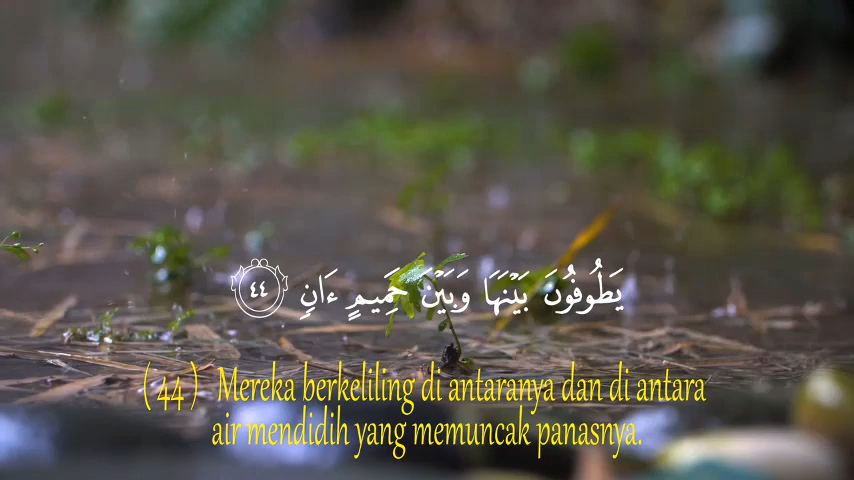 يَطُوفُونَ بَيْنَهَا وَبَيْنَ حَمِيمٍ ءَانٍ ٤٤
(44) Mereka berkeliling di antaranya dan di antara
air mendidih yang memuncak panasnya.